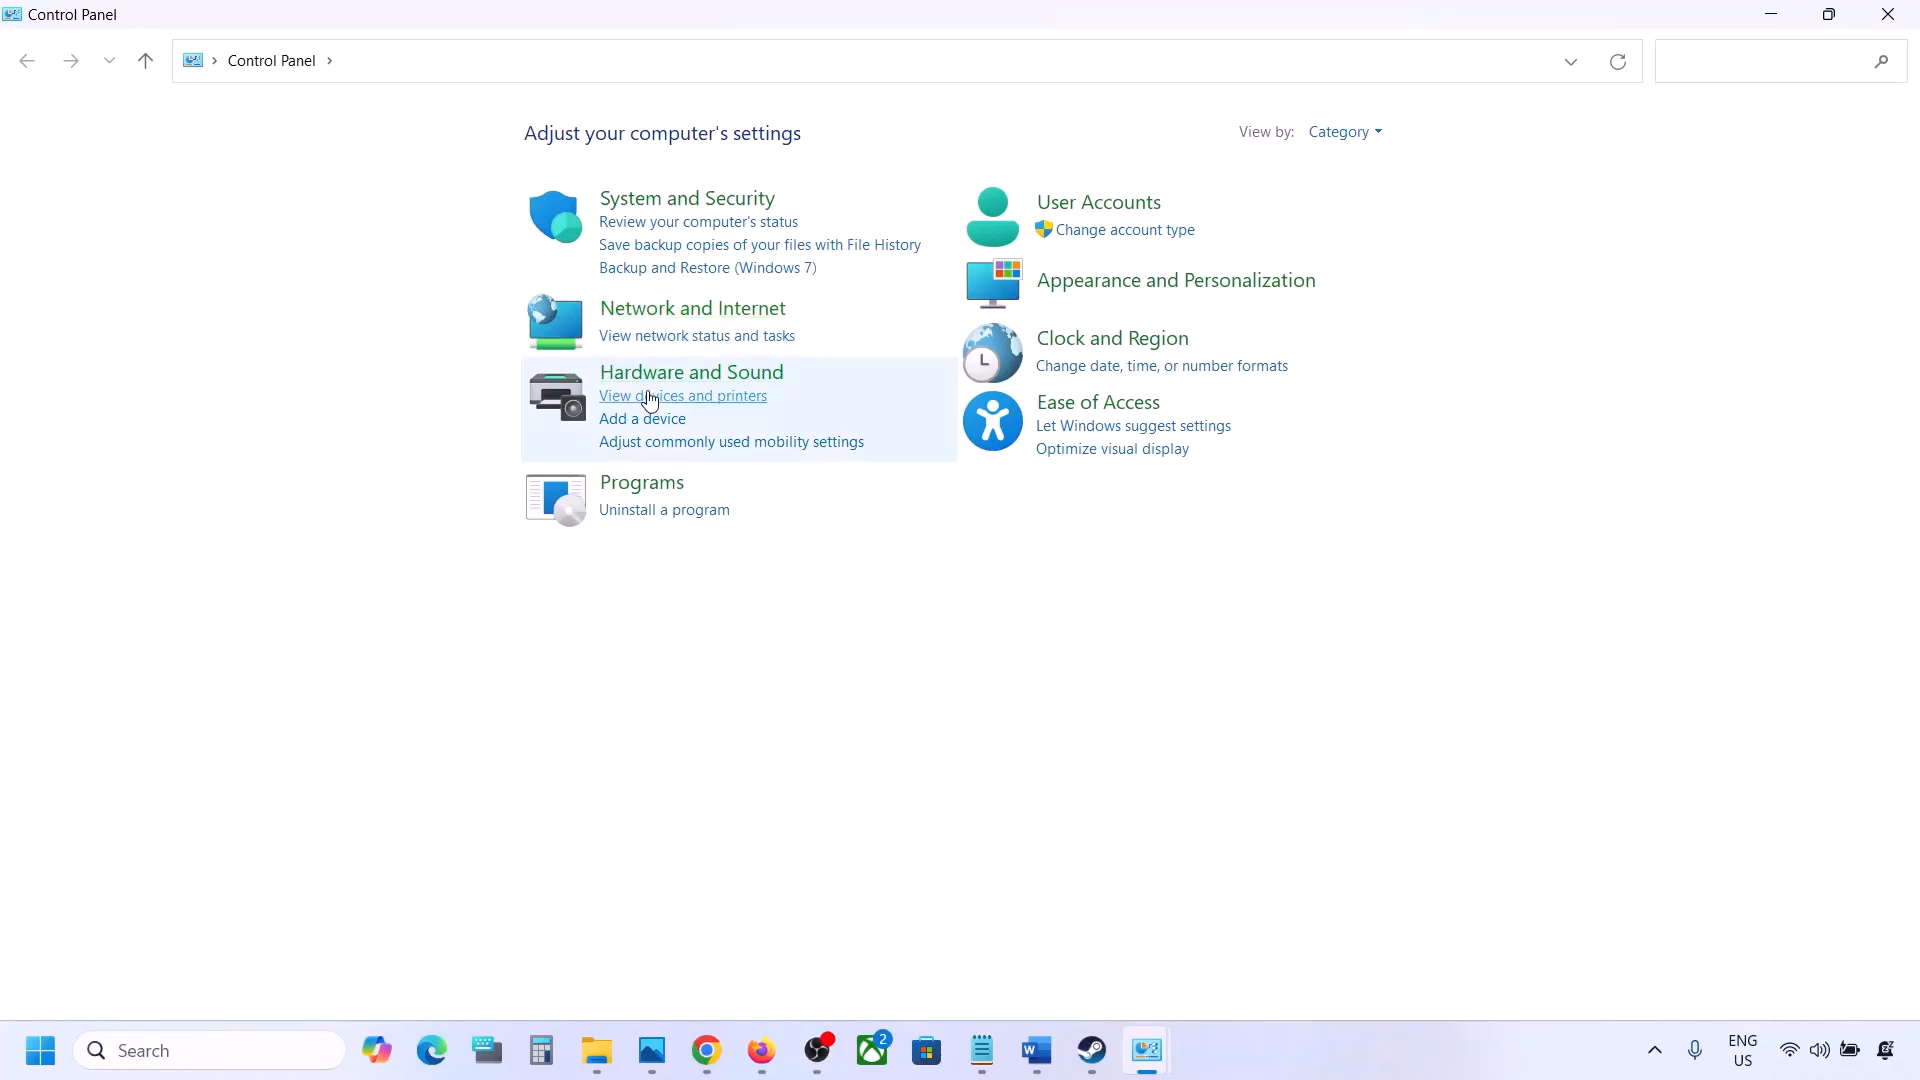 Control Panel
Control Panel
Adjust your computer's settings
View by: Category
System and Security
Review your computer's status
Save backup copies of your files with File History
Backup and Restore (Windows 7)
Network and Internet
View network status and tasks
Hardware and Sound
View devices and printers
Add a device
Adjust commonly used mobility settings
Programs
Uninstall a program
User Accounts
Change account type
Appearance and Personalization
Clock and Region
Change date, time, or number formats
Ease of Access
Let Windows suggest settings
Optimize visual display
Search
2
ENG
US